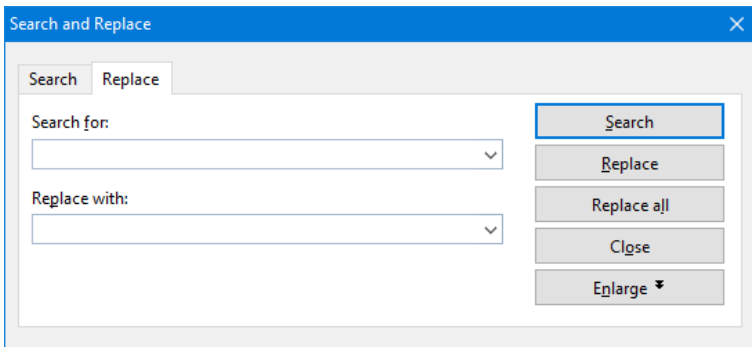 Search and Replace
Search
Replace
Search for:
Search
Replace
Replace with:
Replace all
Close
Enlarge